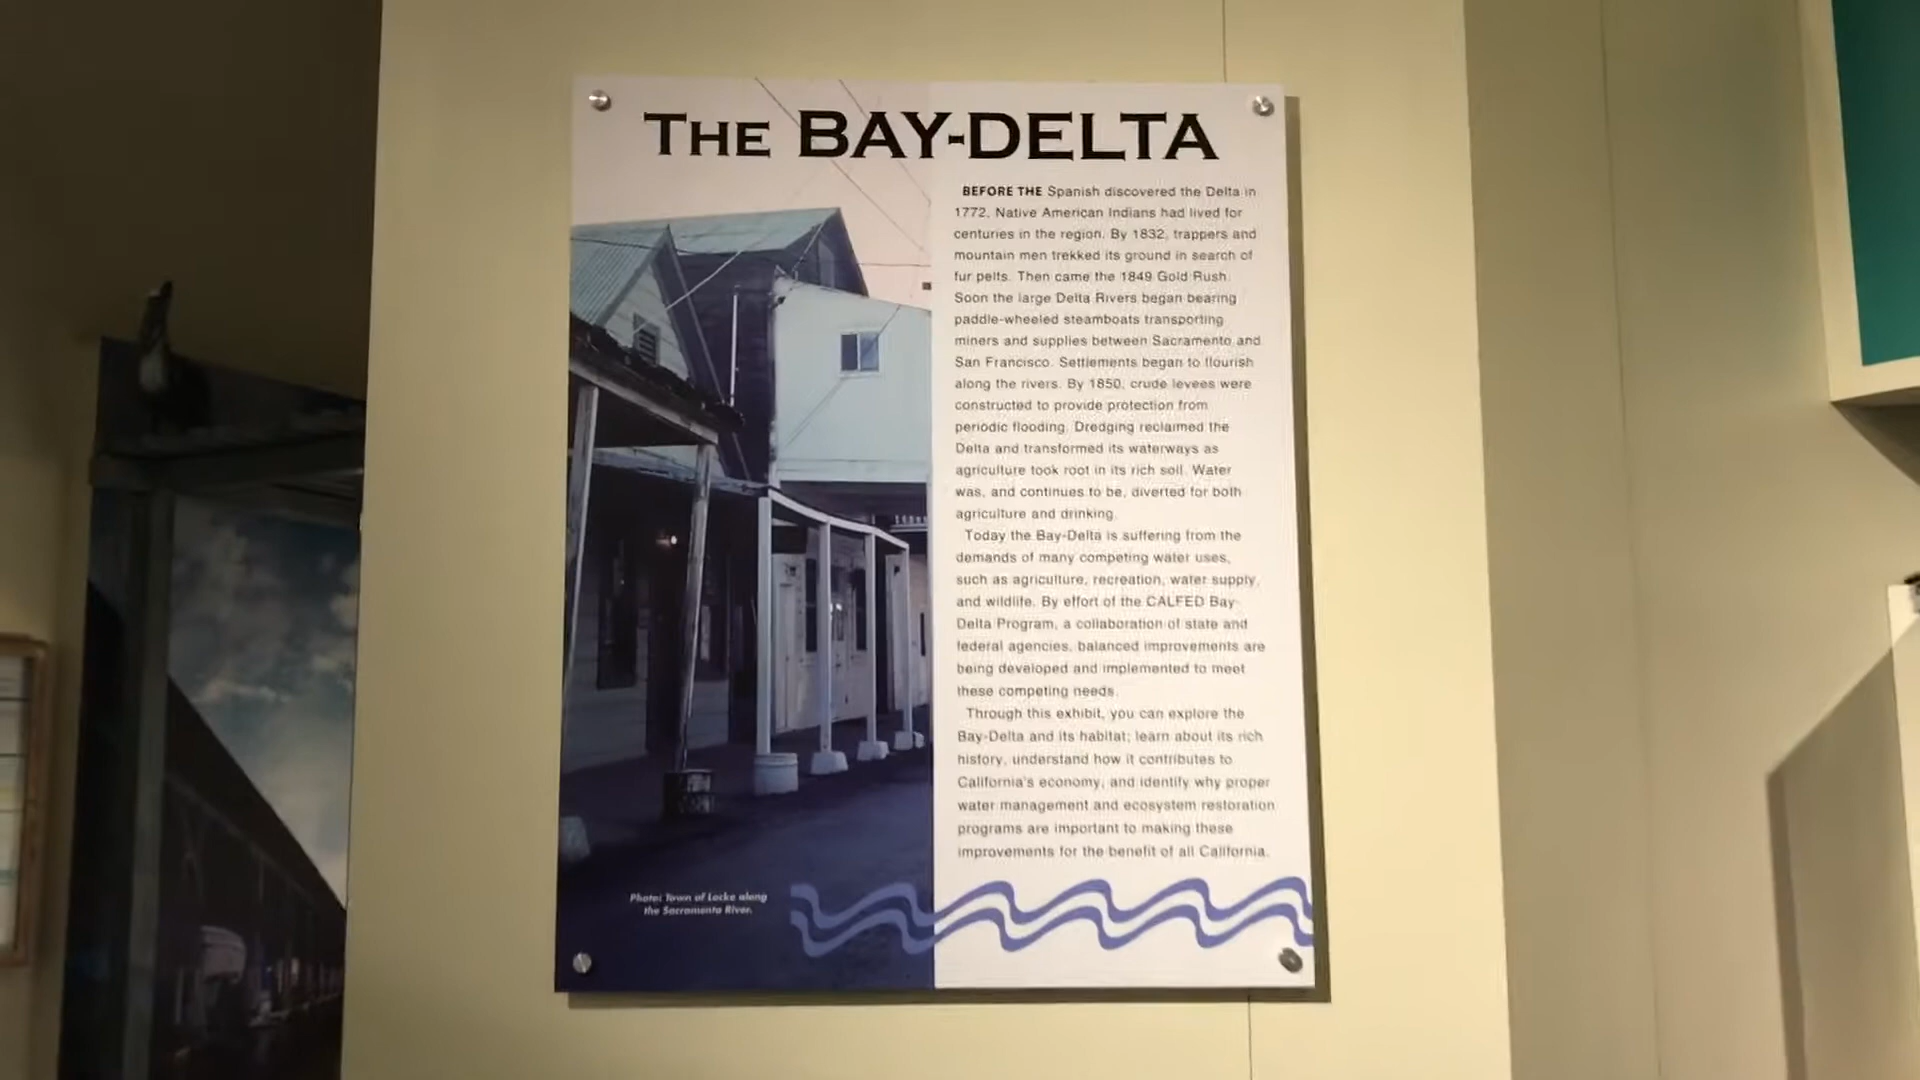 THE BAY-DELTA
BEFORE THE Spanish discovered the Delta in
1772, Native American Indians had lived for
centuries in the region. By 1832, trappers and
mountain men trekked its ground in search of
fur pelts. Then came the 1849 Gold Rush.
Soon the large Delta Rivers began bearing
paddle-wheeled steamboats transporting
miners and supplies between Sacramento and
San Francisco. Settlements began to flourish
along the rivers. By 1850, crude levees were
constructed to provide protection from
periodic flooding. Dredging reclaimed the
Delta and transformed its waterways as
agriculture took root in its rich soil. Water
was, and continues to be, diverted for both
agriculture and drinking.
Today the Bay-Delta is suffering from the
demands of many competing water uses,
such as agriculture, recreation, water supply,
and wildlife. By effort of the CALFED Bay-
Delta Program, a collaboration of state and
federal agencies, balanced improvements are
being developed and implemented to meet
these competing needs.
Through this exhibit, you can explore the
Bay-Delta and its habitat; learn about its rich
history, understand how it contributes to
California's economy, and identify why proper
water management and ecosystem restoration
programs are important to making these
improvements for the benefit of all California.
Photo: Town of Locke along
the Sacramento River.